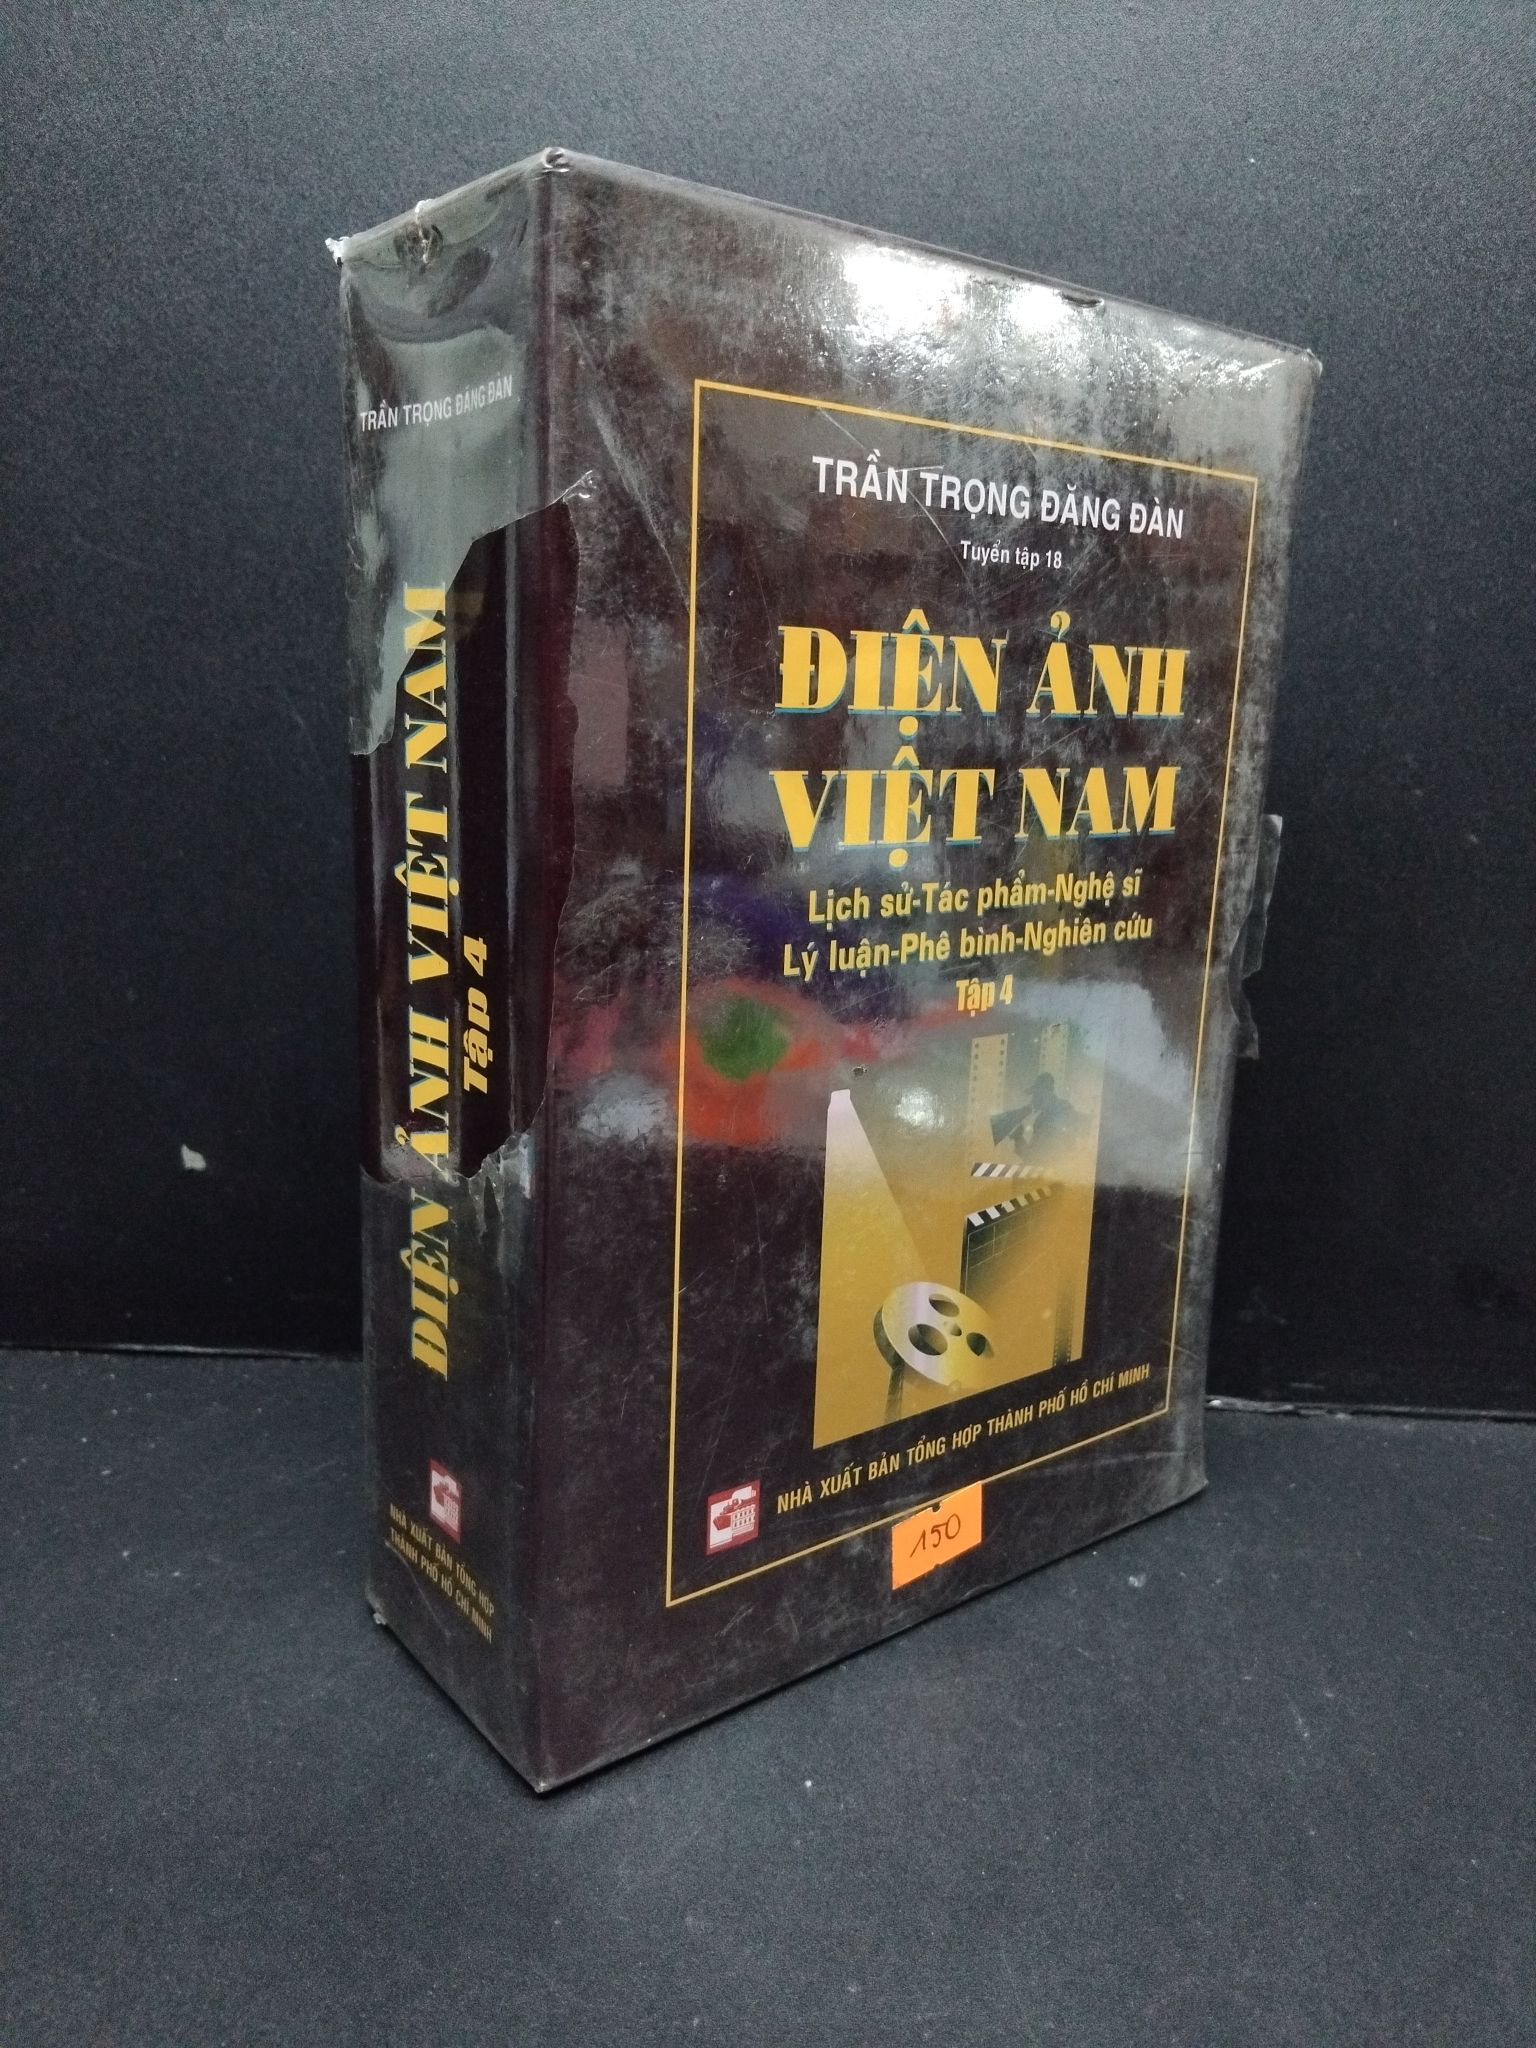 TRẦN TRỌNG ĐĂNG ĐÀN
ĐIỆN ẢNH VIỆT NAM
Tập 4
NHÀ XUẤT BẢN TỔNG HỢP
THÀNH PHỐ HỒ CHÍ MINH
TRẦN TRỌNG ĐĂNG ĐÀN
Tuyển tập 18
ĐIỆN ẢNH
VIỆT NAM
Lịch sử-Tác phẩm-Nghệ sĩ
Lý luận-Phê bình-Nghiên cứu
Tập 4
NHÀ XUẤT BẢN TỔNG HỢP THÀNH PHỐ HỒ CHÍ MINH
150